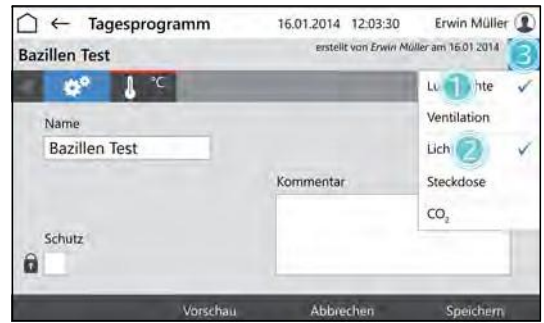 Tagesprogramm 16.01.2014 12:03:30 Erwin Müller
Bazillen Test erstellt von Erwin Müller am 16.01 2014
3
°C
1 ✓
Ventilation
Name
Bazillen Test
2 ✓
Kommentar Steckdose
CO₂
Schutz
Vorschau Abbrechen Speichern